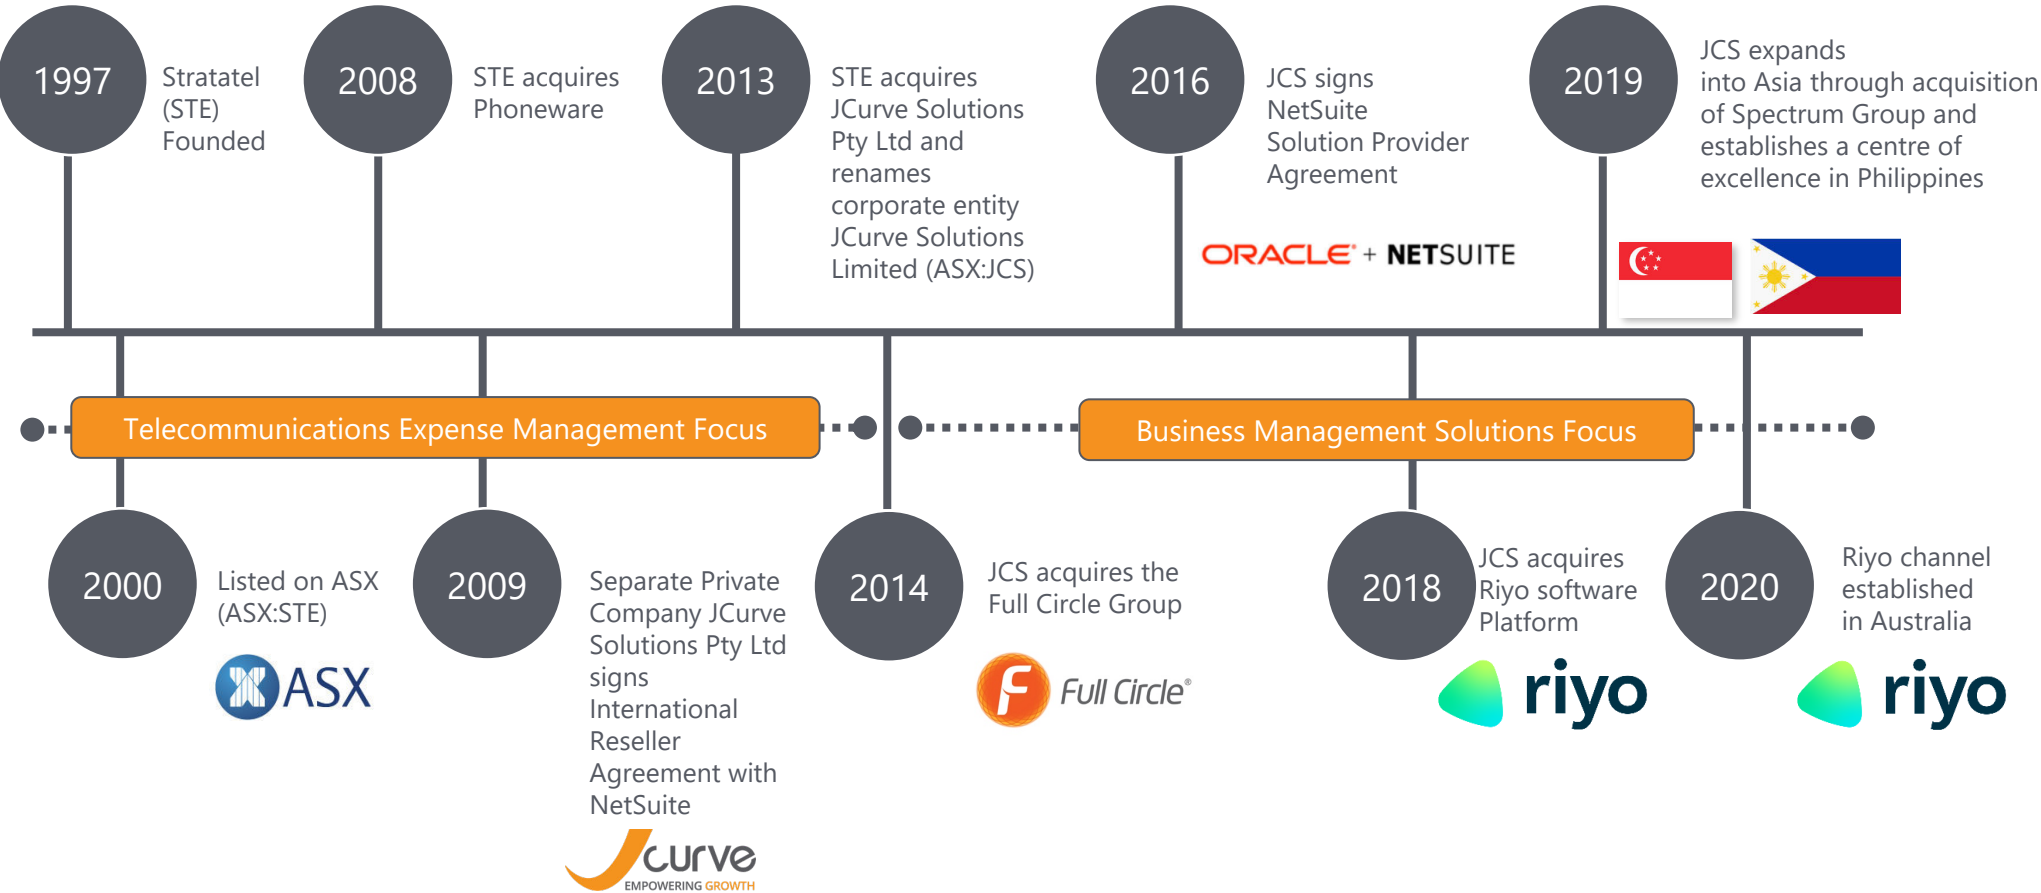 1997
Stratatel
(STE)
Founded
2008
STE acquires
Phoneware
2013
STE acquires
JCurve Solutions
Pty Ltd and
renames
corporate entity
JCurve Solutions
Limited (ASX:JCS)
2016
JCS signs
NetSuite
Solution Provider
Agreement
ORACLE® + NETSUITE
2019
JCS expands
into Asia through acquisition
of Spectrum Group and
establishes a centre of
excellence in Philippines
Telecommunications Expense Management Focus
Business Management Solutions Focus
2000
Listed on ASX
(ASX:STE)
ASX
2009
Separate Private
Company JCurve
Solutions Pty Ltd
signs
International
Reseller
Agreement with
NetSuite
Jcurve
EMPOWERING GROWTH
2014
JCS acquires the
Full Circle Group
Full Circle®
2018
JCS acquires
Riyo software
Platform
riyo
2020
Riyo channel
established
in Australia
riyo